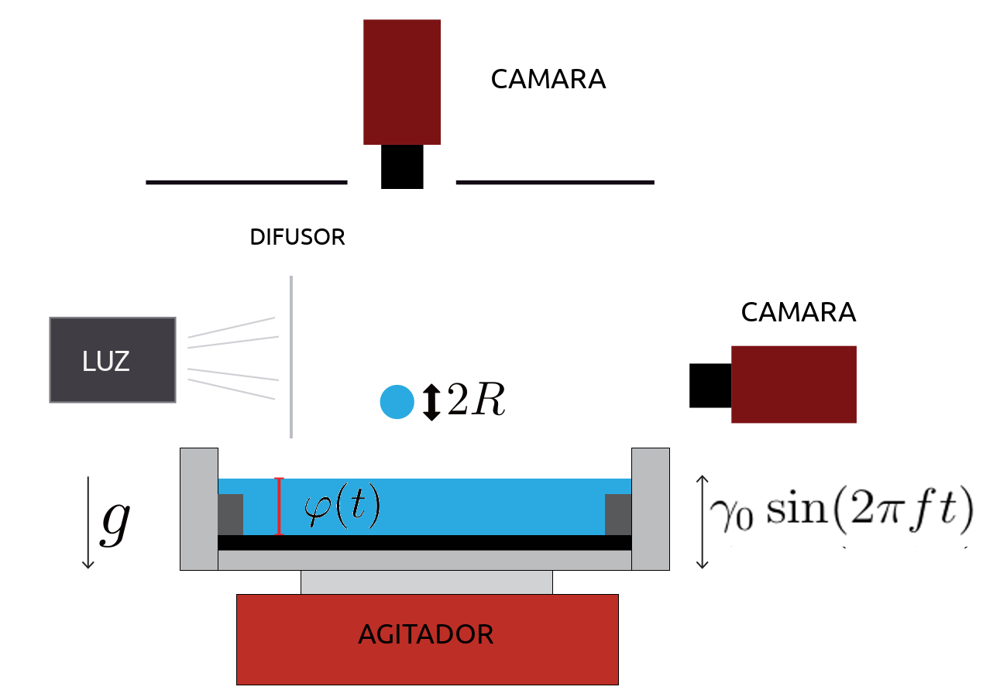 CAMARA
DIFUSOR
CAMARA
LUZ
2R
φ(t)
g
γ₀ sin(2πft)
AGITADOR